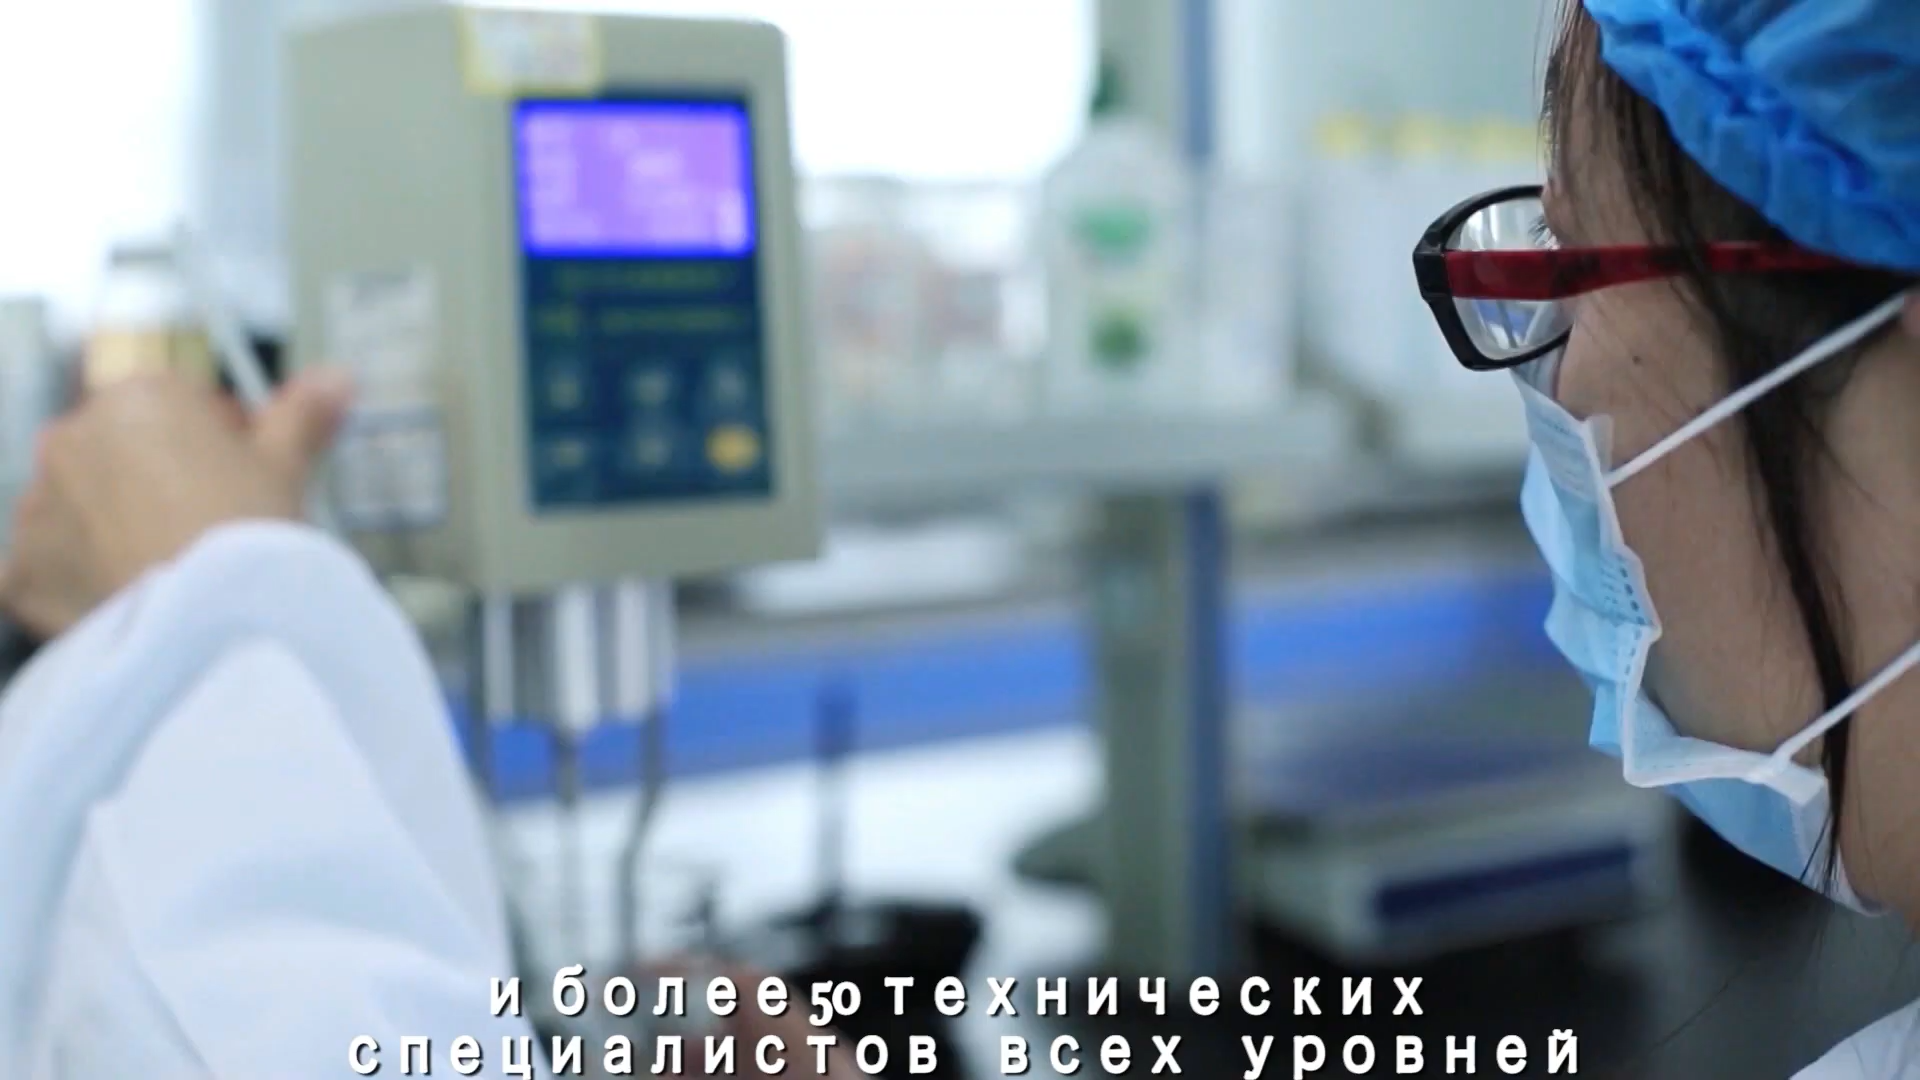 и более 50 технических
специалистов всех уровней